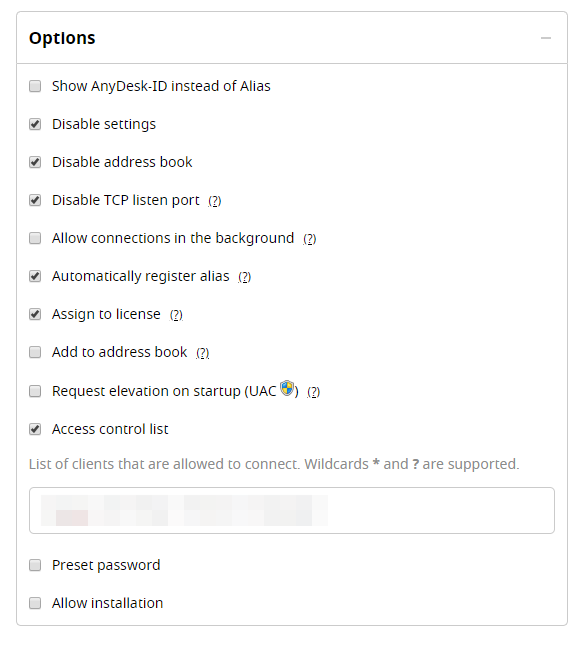 Options
Show AnyDesk-ID instead of Alias
Disable settings
Disable address book
Disable TCP listen port (?)
Allow connections in the background (?)
Automatically register alias (?)
Assign to license (?)
Add to address book (?)
Request elevation on startup (UAC ) (?)
Access control list
List of clients that are allowed to connect. Wildcards * and ? are supported.
Preset password
Allow installation